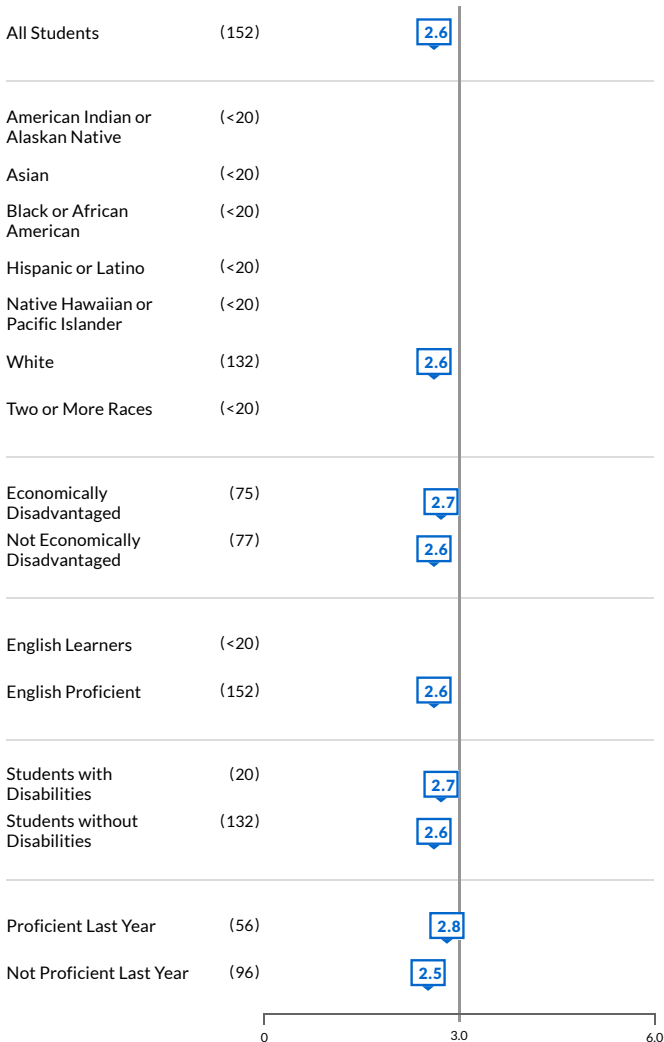 All Students (152) 2.6
American Indian or (<20)
Alaskan Native
Asian (<20)
Black or African (<20)
American
Hispanic or Latino (<20)
Native Hawaiian or (<20)
Pacific Islander
White (132) 2.6
Two or More Races (<20)
Economically (75) 2.7
Disadvantaged
Not Economically (77) 2.6
Disadvantaged
English Learners (<20)
English Proficient (152) 2.6
Students with (20) 2.7
Disabilities
Students without (132) 2.6
Disabilities
Proficient Last Year (56) 2.8
Not Proficient Last Year (96) 2.5
0 3.0 6.0